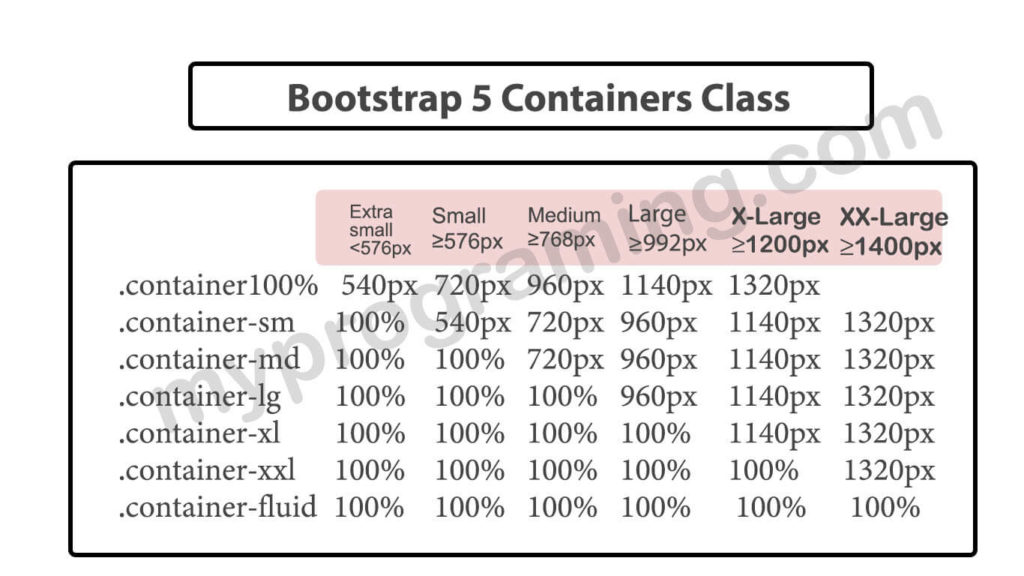 Bootstrap 5 Containers Class
Extra small <576px Small ≥576px Medium ≥768px Large ≥992px X-Large ≥1200px XX-Large ≥1400px
.container100% 540px 720px 960px 1140px 1320px
.container-sm 100% 540px 720px 960px 1140px 1320px
.container-md 100% 100% 720px 960px 1140px 1320px
.container-lg 100% 100% 100% 960px 1140px 1320px
.container-xl 100% 100% 100% 100% 1140px 1320px
.container-xxl 100% 100% 100% 100% 100% 1320px
.container-fluid 100% 100% 100% 100% 100% 100%
myprograming.com